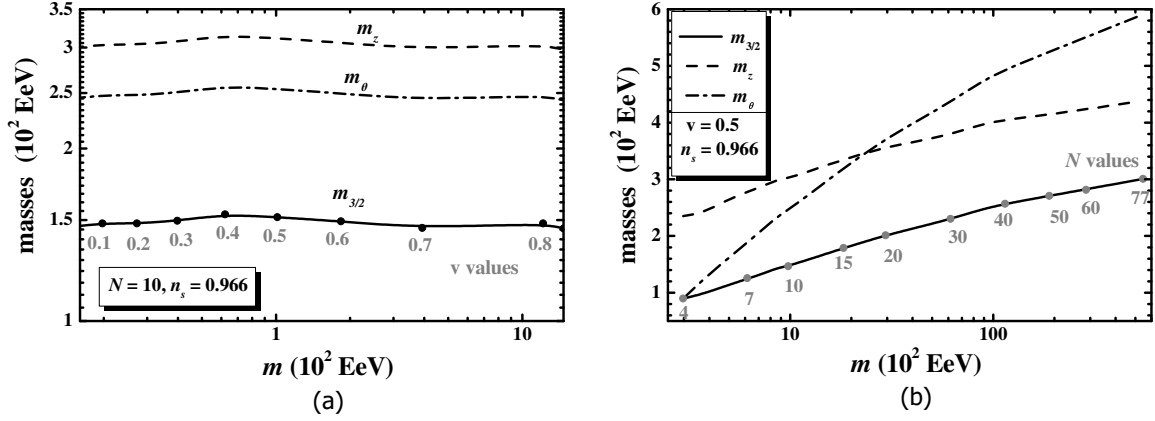 masses (10² EeV)
3
2.5
2
1.5
1
m_z
m_θ
m_3/2
0.1 0.2 0.3 0.4 0.5 0.6 0.7 0.8
v values
N = 10, n_s = 0.966
1 10
m (10² EeV)
(a)
masses (10² EeV)
6
5
4
3
2
1
m_3/2
m_z
m_θ
v = 0.5
n_s = 0.966
N values
4 7 10 15 20 30 40 50 60 77
10 100
m (10² EeV)
(b)